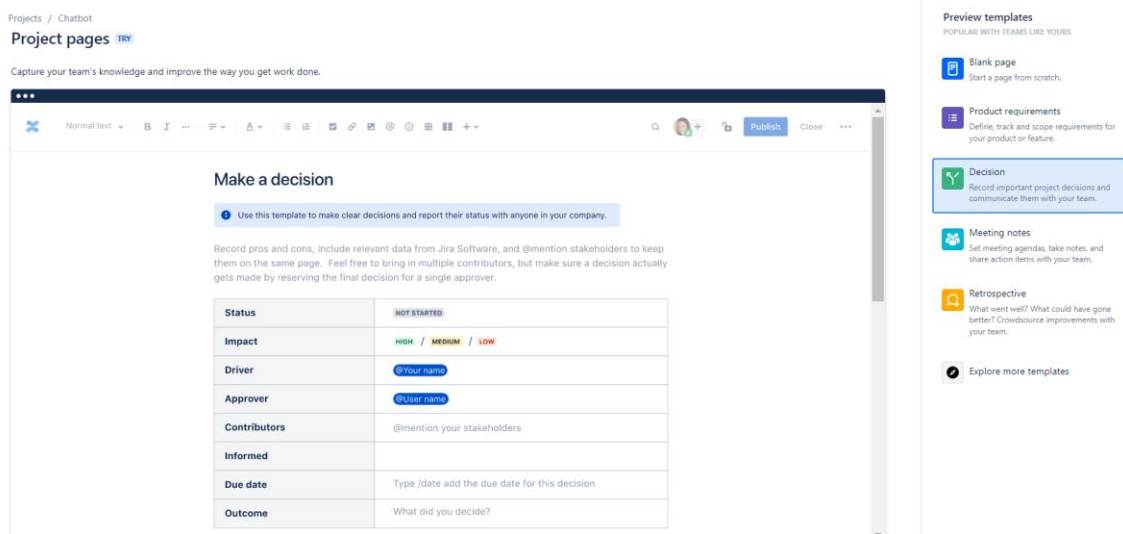 Projects / Chatbot
Project pages TRY
Capture your team's knowledge and improve the way you get work done.
Normal text
B I
A
Publish
Close
Make a decision
Use this template to make clear decisions and report their status with anyone in your company.
Record pros and cons, include relevant data from Jira Software, and @mention stakeholders to keep
them on the same page. Feel free to bring in multiple contributors, but make sure a decision actually
gets made by reserving the final decision for a single approver.
Status NOT STARTED
Impact HIGH / MEDIUM / LOW
Driver @Your name
Approver @User name
Contributors @mention your stakeholders
Informed
Due date Type /date add the due date for this decision
Outcome What did you decide?
Preview templates
POPULAR WITH TEAMS LIKE YOURS
Blank page
Start a page from scratch.
Product requirements
Define, track and scope requirements for
your product or feature.
Decision
Record important project decisions and
communicate them with your team.
Meeting notes
Set meeting agendas, take notes, and
share action items with your team.
Retrospective
What went well? What could have gone
better? Crowdsource improvements with
your team.
Explore more templates